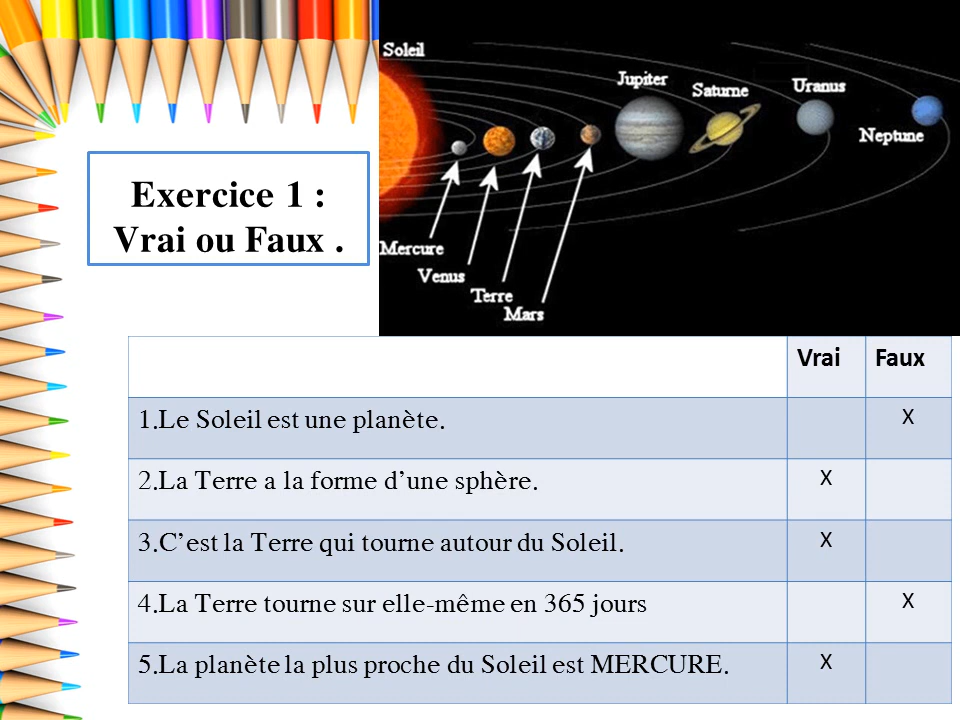 Soleil
Jupiter
Saturne
Uranus
Neptune
Mercure
Venus
Terre
Mars
Exercice 1 :
Vrai ou Faux .
Vrai Faux
1.Le Soleil est une planète. X
2.La Terre a la forme d’une sphère. X
3.C’est la Terre qui tourne autour du Soleil. X
4.La Terre tourne sur elle-même en 365 jours X
5.La planète la plus proche du Soleil est MERCURE. X